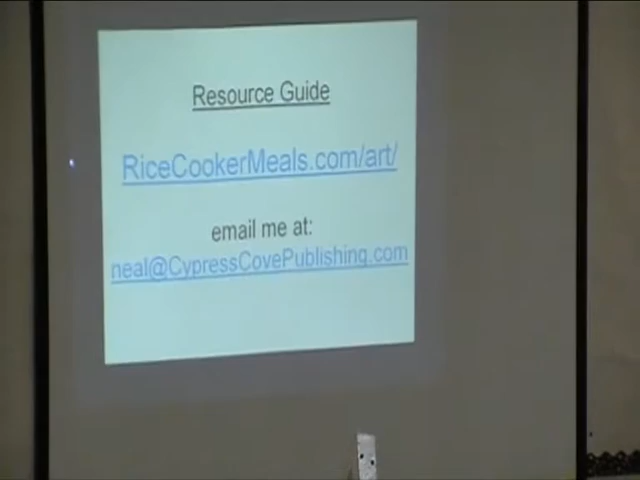 Resource Guide
RiceCookerMeals.com/art/
email me at:
neal@CypressCovePublishing.com